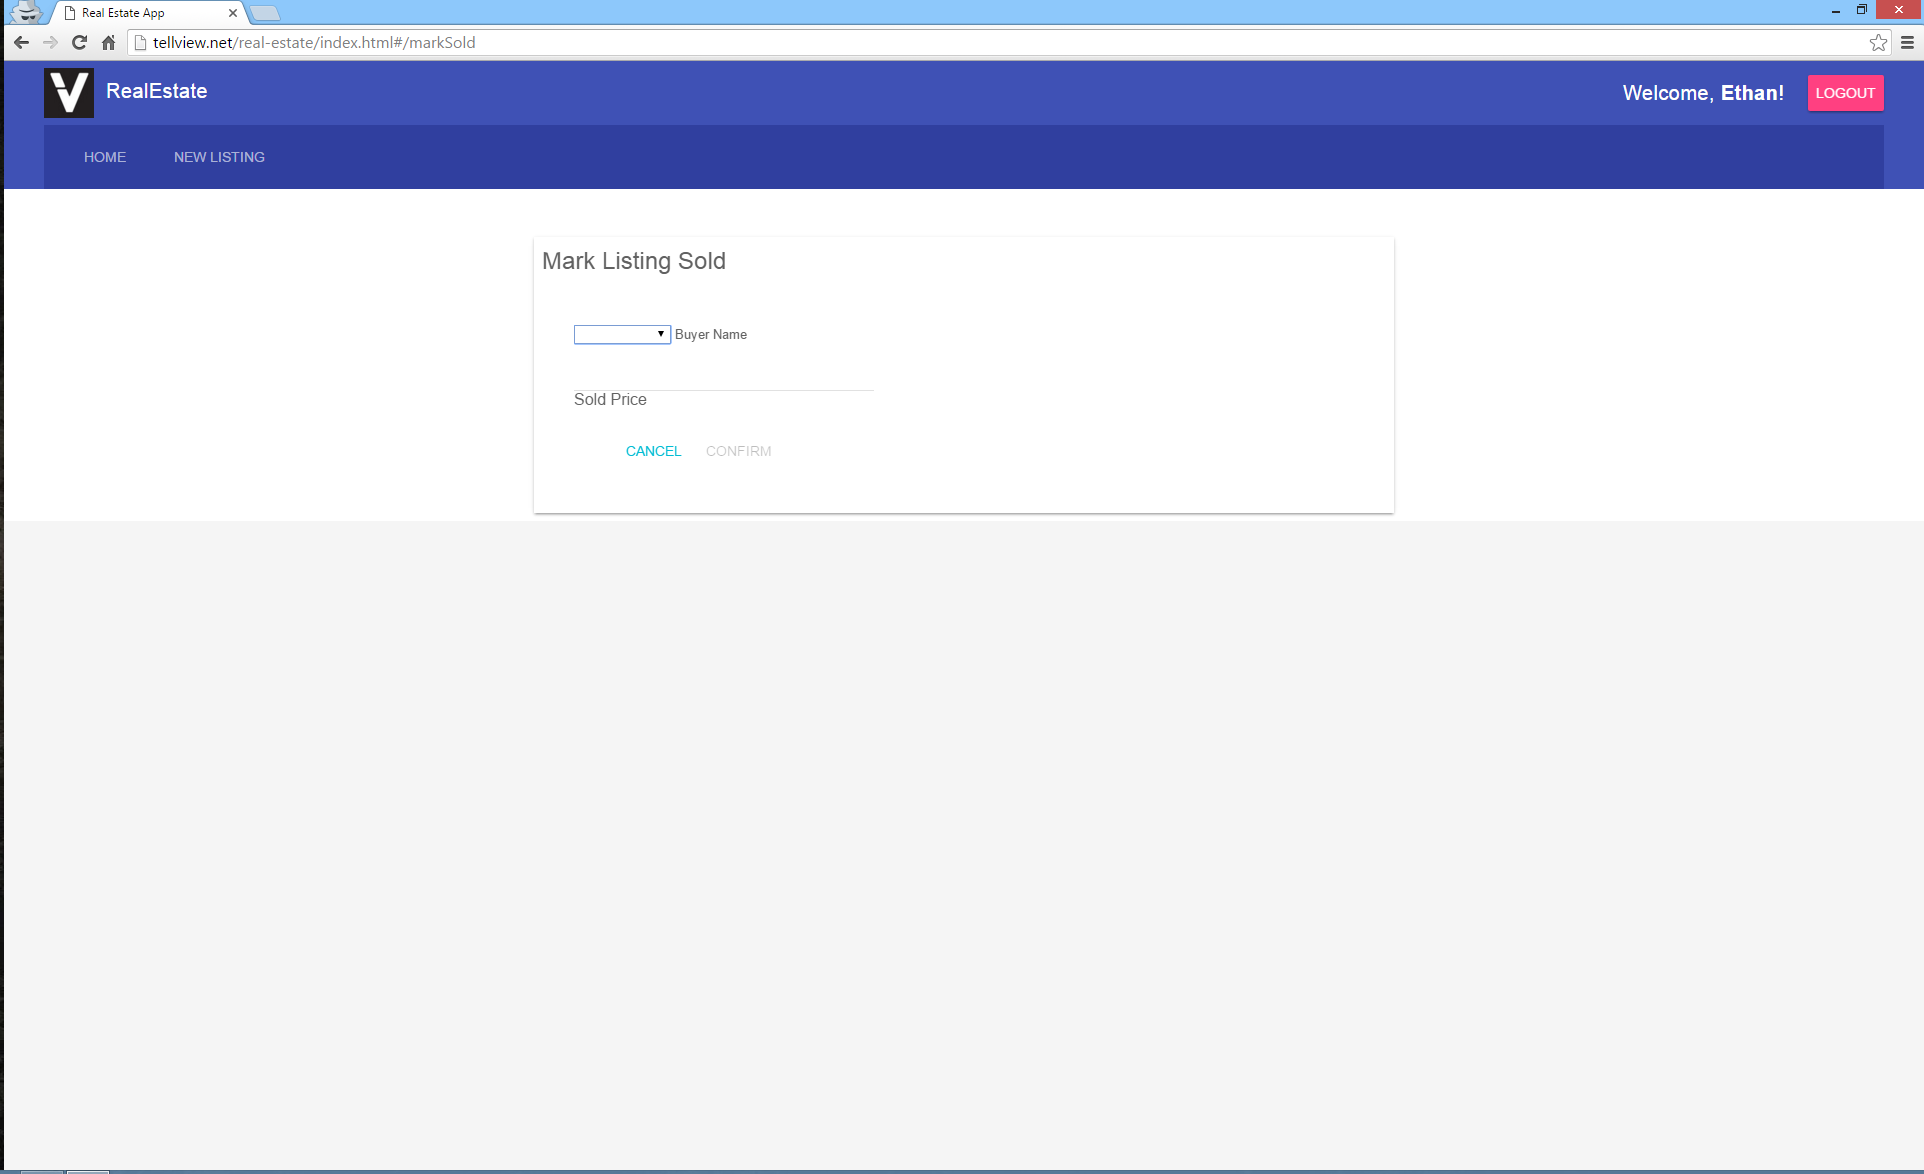 Real Estate App
tellview.net/real-estate/index.html#/markSold
RealEstate
Welcome, Ethan!
LOGOUT
HOME
NEW LISTING
Mark Listing Sold
Buyer Name
Sold Price
CANCEL
CONFIRM